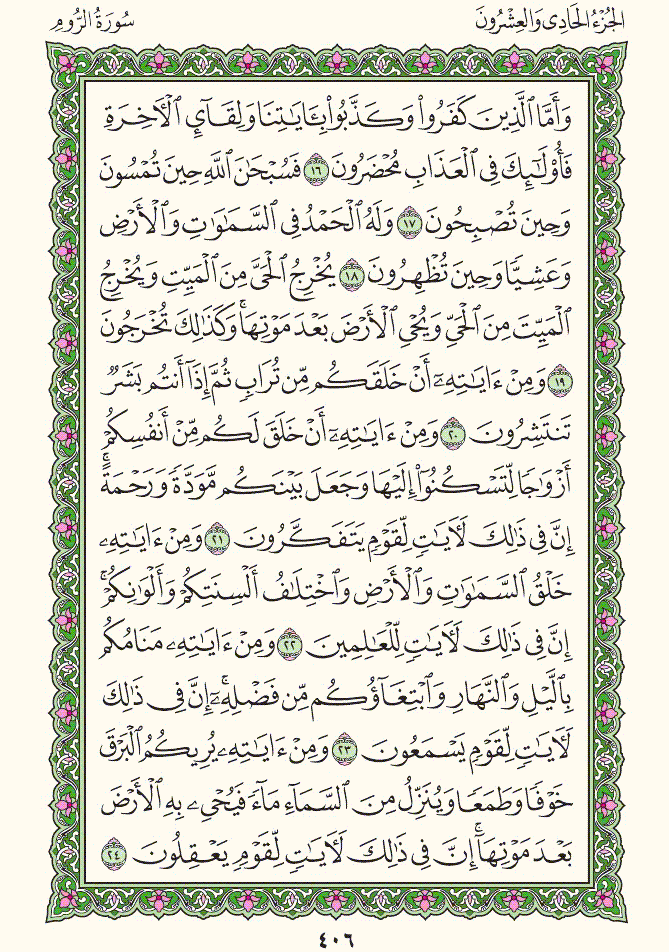 الجُزْءُ الحَادِي وَالعِشْرُونَ
سُورَةُ الرُّومِ
وَأَمَّا ٱلَّذِينَ كَفَرُواْ وَكَذَّبُواْ بِـَٔايَٰتِنَا وَلِقَآيِٕ ٱلۡأٓخِرَةِ
فَأُوْلَٰٓئِكَ فِي ٱلۡعَذَابِ مُحۡضَرُونَ ١٦ فَسُبۡحَٰنَ ٱللَّهِ حِينَ تُمۡسُونَ
وَحِينَ تُصۡبِحُونَ ١٧ وَلَهُ ٱلۡحَمۡدُ فِي ٱلسَّمَٰوَٰتِ وَٱلۡأَرۡضِ
وَعَشِيّٗا وَحِينَ تُظۡهِرُونَ ١٨ يُخۡرِجُ ٱلۡحَيَّ مِنَ ٱلۡمَيِّتِ وَيُخۡرِجُ
ٱلۡمَيِّتَ مِنَ ٱلۡحَيِّ وَيُحۡيِ ٱلۡأَرۡضَ بَعۡدَ مَوۡتِهَاۚ وَكَذَٰلِكَ تُخۡرَجُونَ
١٩ وَمِنۡ ءَايَٰتِهِۦٓ أَنۡ خَلَقَكُم مِّن تُرَابٖ ثُمَّ إِذَآ أَنتُم بَشَرٞ
تَنتَشِرُونَ ٢٠ وَمِنۡ ءَايَٰتِهِۦٓ أَنۡ خَلَقَ لَكُم مِّنۡ أَنفُسِكُمۡ
أَزۡوَٰجٗا لِّتَسۡكُنُوٓاْ إِلَيۡهَا وَجَعَلَ بَيۡنَكُم مَّوَدَّةٗ وَرَحۡمَةًۚ
إِنَّ فِي ذَٰلِكَ لَأٓيَٰتٖ لِّقَوۡمٖ يَتَفَكَّرُونَ ٢١ وَمِنۡ ءَايَٰتِهِۦ
خَلۡقُ ٱلسَّمَٰوَٰتِ وَٱلۡأَرۡضِ وَٱخۡتِلَٰفُ أَلۡسِنَتِكُمۡ وَأَلۡوَٰنِكُمۡۚ
إِنَّ فِي ذَٰلِكَ لَأٓيَٰتٖ لِّلۡعَٰلِمِينَ ٢٢ وَمِنۡ ءَايَٰتِهِۦ مَنَامُكُم
بِٱلَّيۡلِ وَٱلنَّهَارِ وَٱبۡتِغَآؤُكُم مِّن فَضۡلِهِۦٓۚ إِنَّ فِي ذَٰلِكَ
لَأٓيَٰتٖ لِّقَوۡمٖ يَسۡمَعُونَ ٢٣ وَمِنۡ ءَايَٰتِهِۦ يُرِيكُمُ ٱلۡبَرۡقَ
خَوۡفٗا وَطَمَعٗا وَيُنَزِّلُ مِنَ ٱلسَّمَآءِ مَآءٗ فَيُحۡيِۦ بِهِ ٱلۡأَرۡضَ
بَعۡدَ مَوۡتِهَآۚ إِنَّ فِي ذَٰلِكَ لَأٓيَٰتٖ لِّقَوۡمٖ يَعۡقِلُونَ ٢٤
٤٠٦